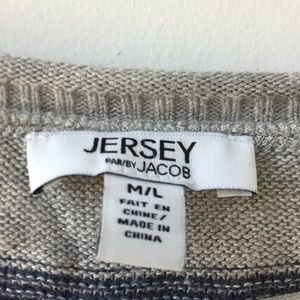 JERSEY
PAR/BY JACOB
M/L
FAIT EN
CHINE/
MADE IN
CHINA